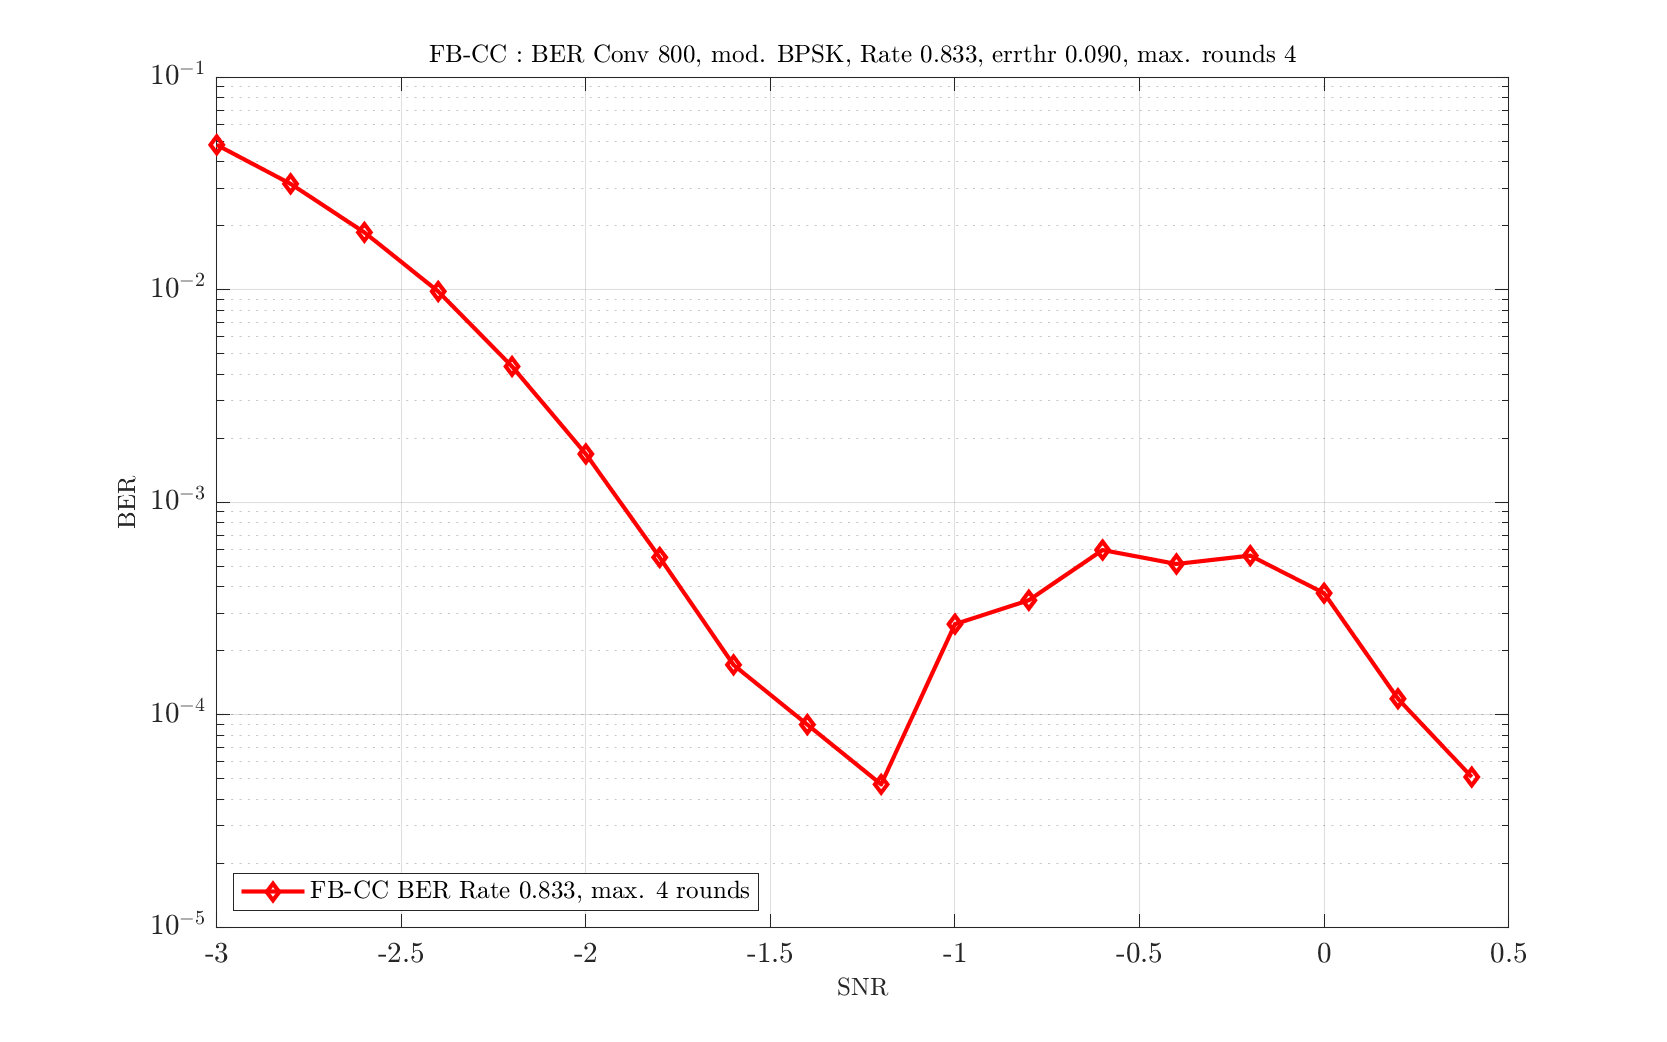 FB-CC : BER Conv 800, mod. BPSK, Rate 0.833, errthr 0.090, max. rounds 4
10^{-1}
10^{-2}
10^{-3}
10^{-4}
10^{-5}
BER
FB-CC BER Rate 0.833, max. 4 rounds
-3 -2.5 -2 -1.5 -1 -0.5 0 0.5
SNR